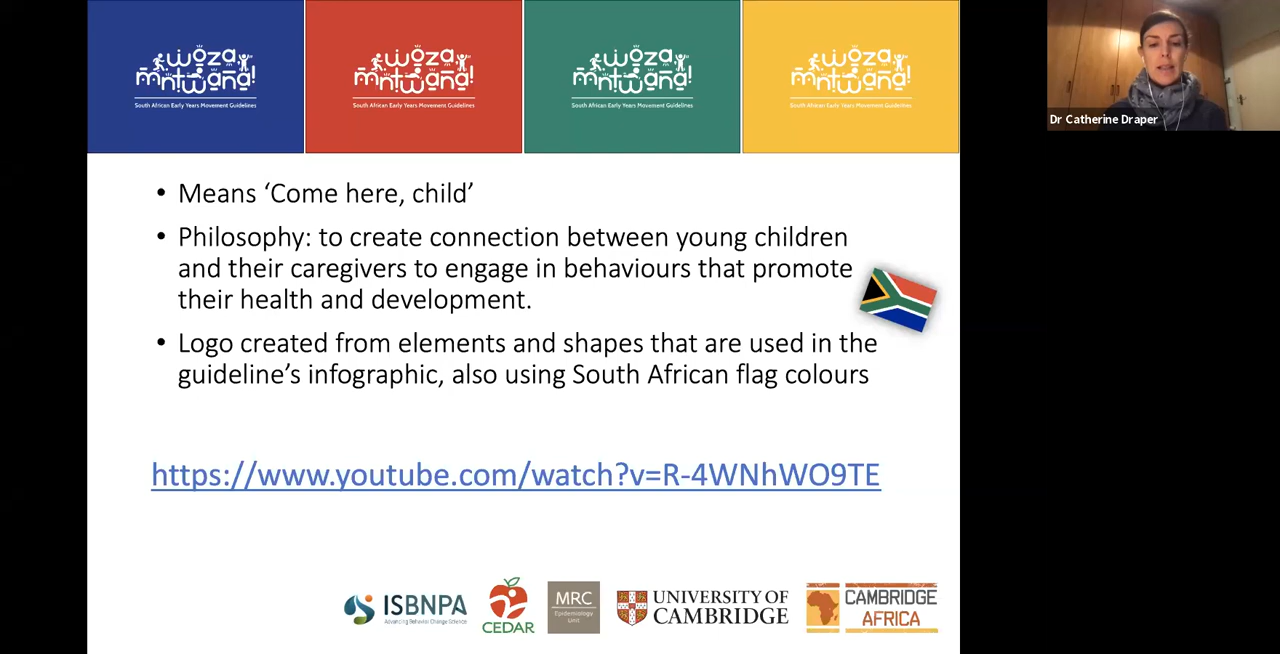 woza
mntwana!
South African Early Years Movement Guidelines
woza
mntwana!
South African Early Years Movement Guidelines
woza
mntwana!
South African Early Years Movement Guidelines
woza
mntwana!
South African Early Years Movement Guidelines
Dr Catherine Draper
• Means ‘Come here, child’
• Philosophy: to create connection between young children
and their caregivers to engage in behaviours that promote
their health and development.
• Logo created from elements and shapes that are used in the
guideline’s infographic, also using South African flag colours
https://www.youtube.com/watch?v=R-4WNhWO9TE
ISBNPA
Advancing Behavior Change Science
CEDAR
MRC
Epidemiology
Unit
UNIVERSITY OF
CAMBRIDGE
CAMBRIDGE
AFRICA